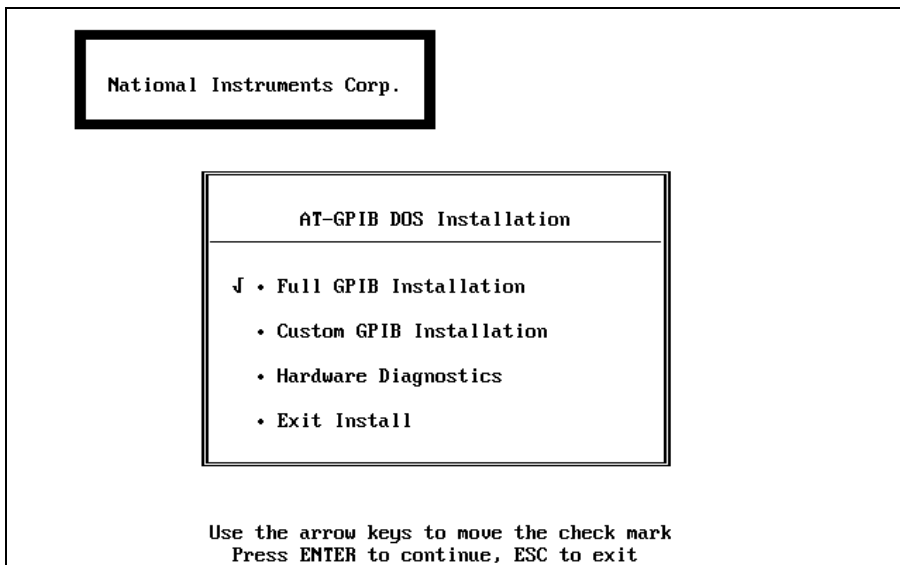 National Instruments Corp.
AT-GPIB DOS Installation
√ • Full GPIB Installation
• Custom GPIB Installation
• Hardware Diagnostics
• Exit Install
Use the arrow keys to move the check mark
Press ENTER to continue, ESC to exit